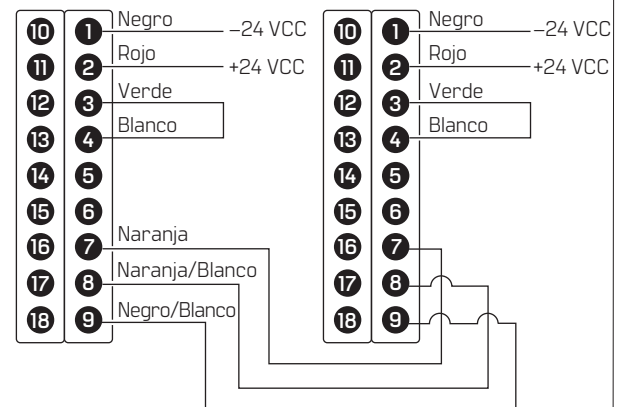 10 1 Negro –24 VCC
11 2 Rojo +24 VCC
12 3 Verde
13 4 Blanco
14 5
15 6
16 7 Naranja
17 8 Naranja/Blanco
18 9 Negro/Blanco
10 1 Negro –24 VCC
11 2 Rojo +24 VCC
12 3 Verde
13 4 Blanco
14 5
15 6
16 7
17 8
18 9